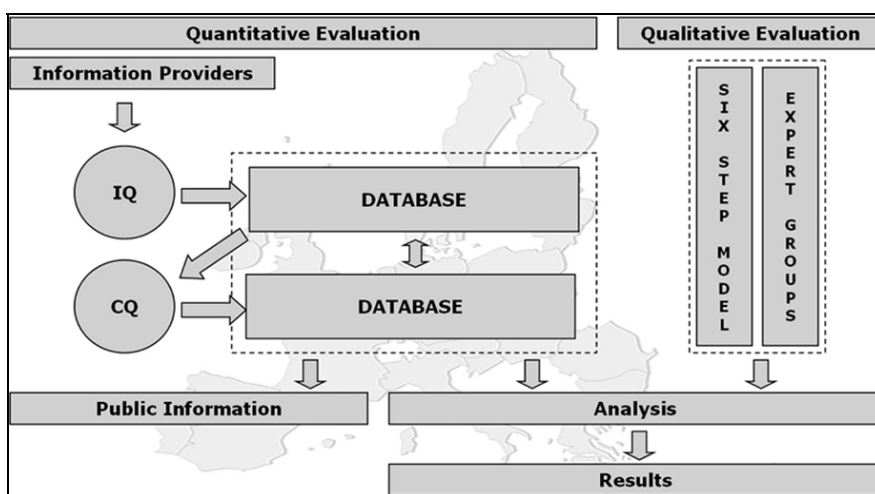 Quantitative Evaluation
Qualitative Evaluation
Information Providers
IQ
DATABASE
CQ
DATABASE
SIX STEP MODEL
EXPERT GROUPS
Public Information
Analysis
Results